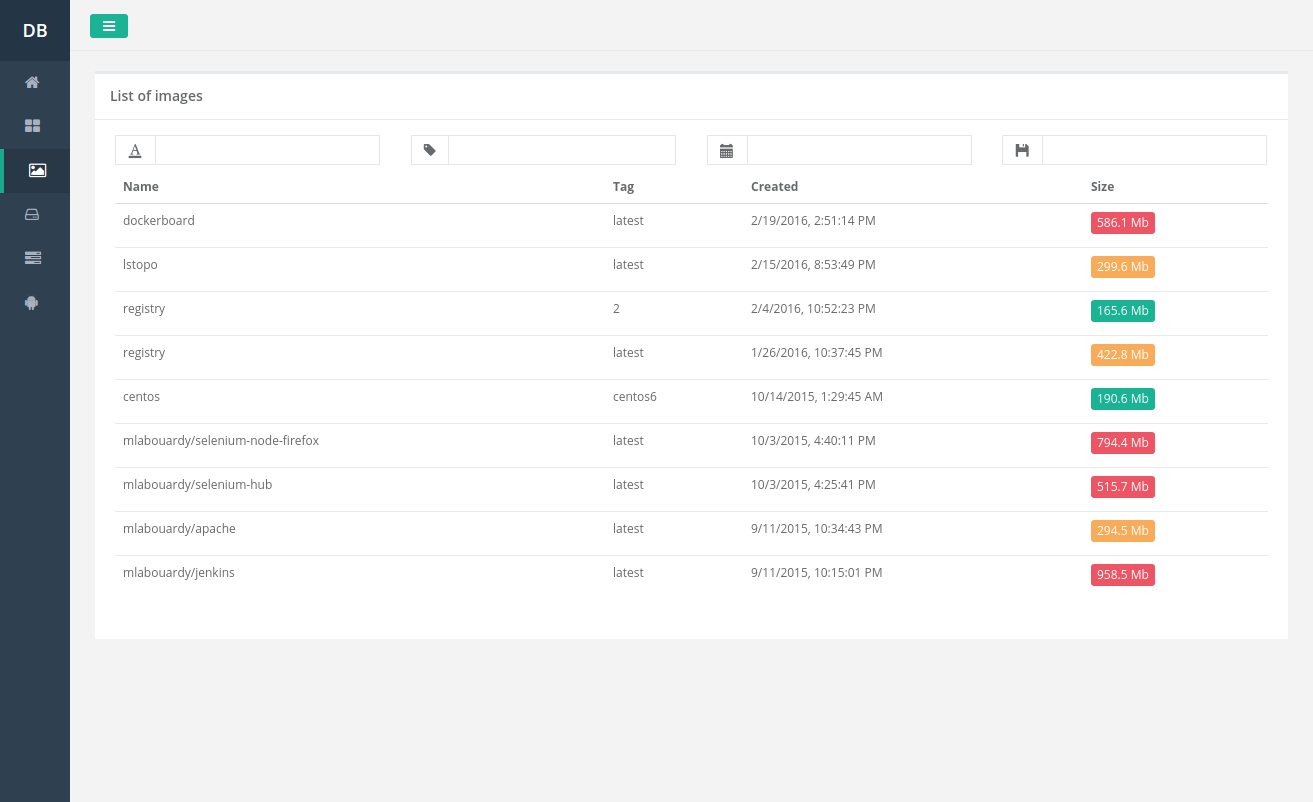 DB
List of images
Name Tag Created Size
dockerboard latest 2/19/2016, 2:51:14 PM 586.1 Mb
lstopo latest 2/15/2016, 8:53:49 PM 299.6 Mb
registry 2 2/4/2016, 10:52:23 PM 165.6 Mb
registry latest 1/26/2016, 10:37:45 PM 422.8 Mb
centos centos6 10/14/2015, 1:29:45 AM 190.6 Mb
mlabouardy/selenium-node-firefox latest 10/3/2015, 4:40:11 PM 794.4 Mb
mlabouardy/selenium-hub latest 10/3/2015, 4:25:41 PM 515.7 Mb
mlabouardy/apache latest 9/11/2015, 10:34:43 PM 294.5 Mb
mlabouardy/jenkins latest 9/11/2015, 10:15:01 PM 958.5 Mb